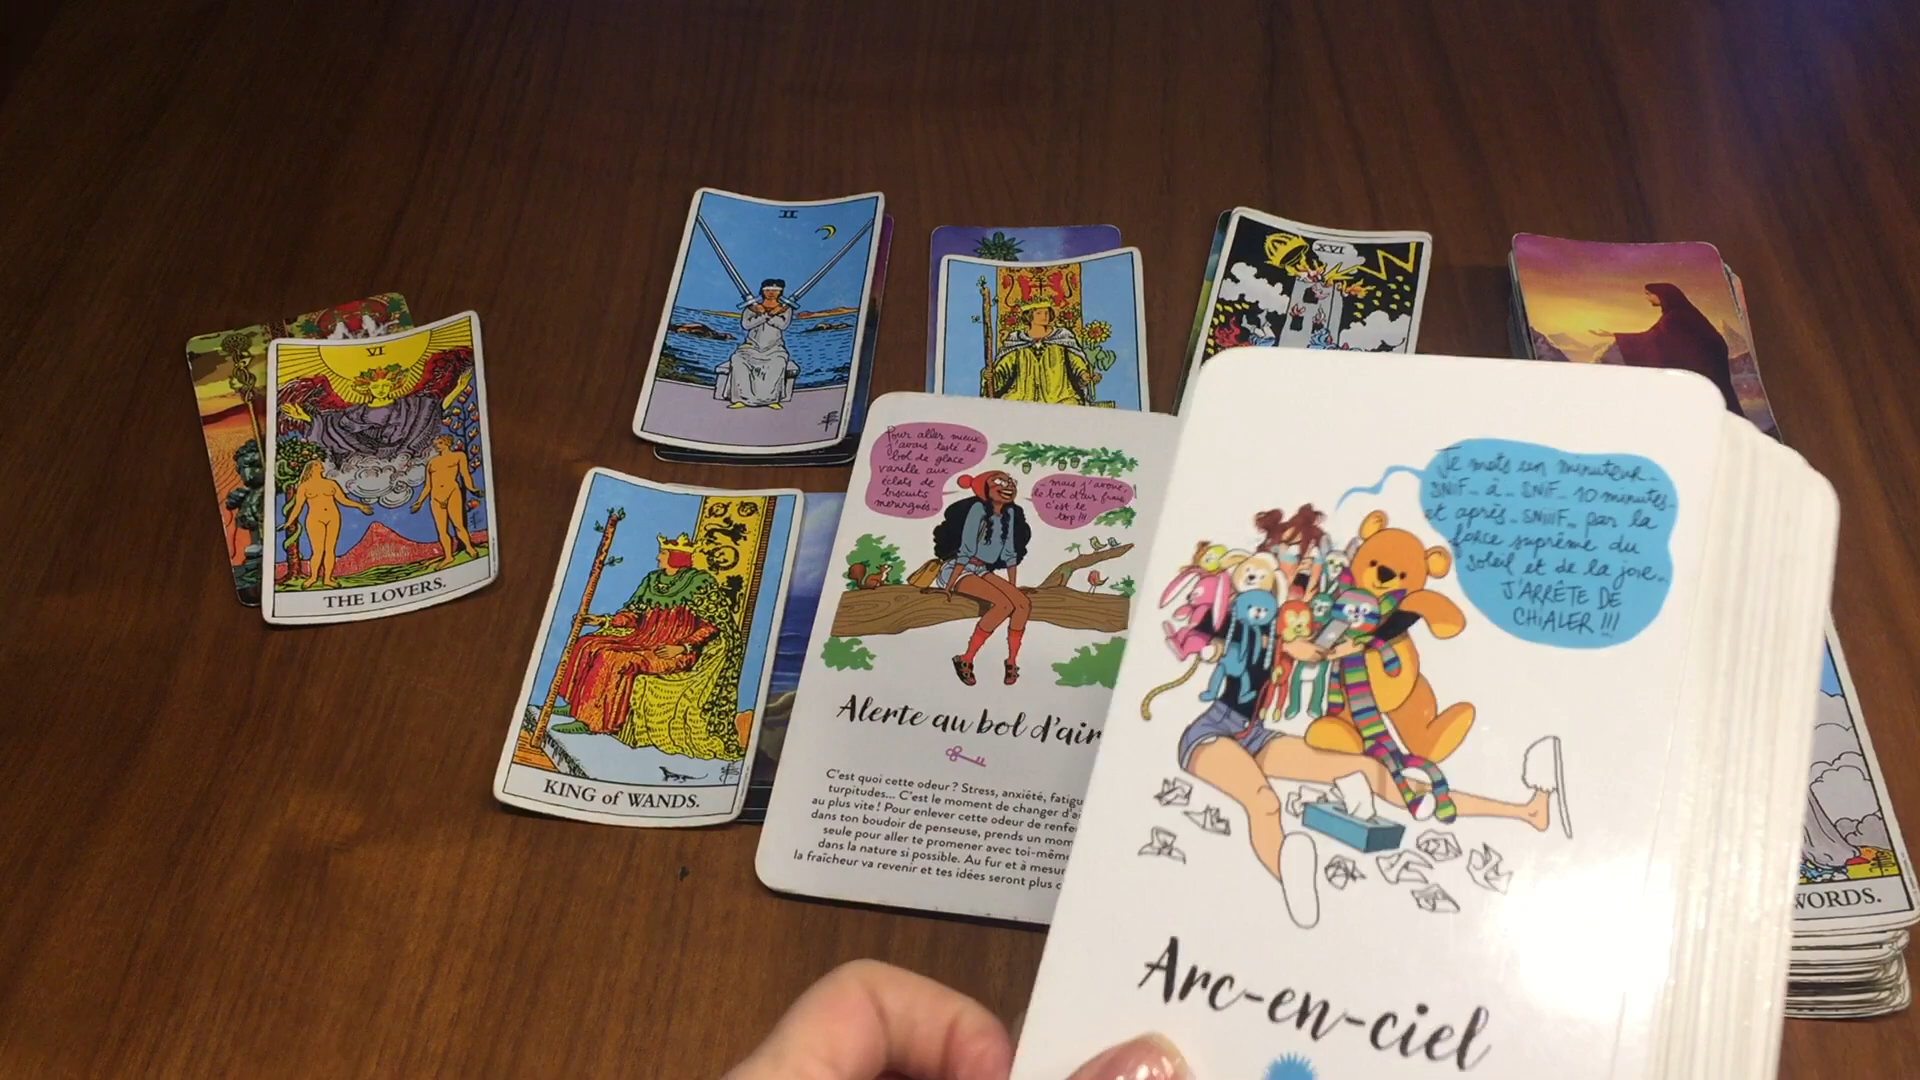 II
XVI
VI
THE LOVERS.
KING of WANDS.
Pour aller mieux
j'avais testé le
bol de glace
vanille aux
éclats de
biscuits
meringués...
... mais j'avoue,
le bol d'air frais
c'est le
top !!!
Alerte au bol d'air
C'est quoi cette odeur ? Stress, anxiété, fatigu
turpitudes... C'est le moment de changer d'a
au plus vite ! Pour enlever cette odeur de renfe
dans ton boudoir de penseuse, prends un mom
seule pour aller te promener avec toi-mêm
dans la nature si possible. Au fur et à mesur
la fraîcheur va revenir et tes idées seront plus c
Je mets un minuteur...
SNIF... à... SNIF... 10 minutes...
et après... SNIIIF... par la
force suprême du
soleil et de la joie...
J'ARRÊTE DE
CHIALER !!!
Arc-en-ciel
WORDS.